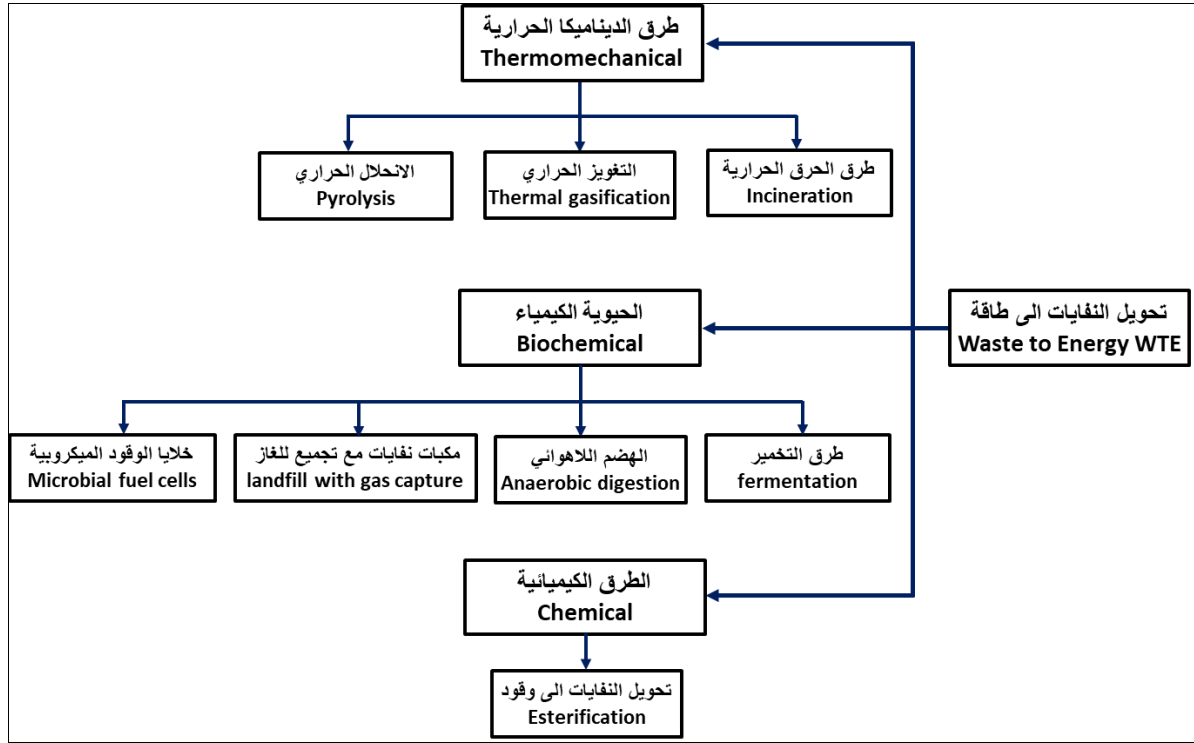 طرق الديناميكا الحرارية
Thermomechanical
طرق الحرق الحرارية
Incineration
التغويز الحراري
Thermal gasification
الانحلال الحراري
Pyrolysis
تحويل النفايات الى طاقة
Waste to Energy WTE
الحيوية الكيمياء
Biochemical
طرق التخمير
fermentation
الهضم اللاهوائي
Anaerobic digestion
مكبات نفايات مع تجميع للغاز
landfill with gas capture
خلايا الوقود الميكروبية
Microbial fuel cells
الطرق الكيميائية
Chemical
تحويل النفايات الى وقود
Esterification